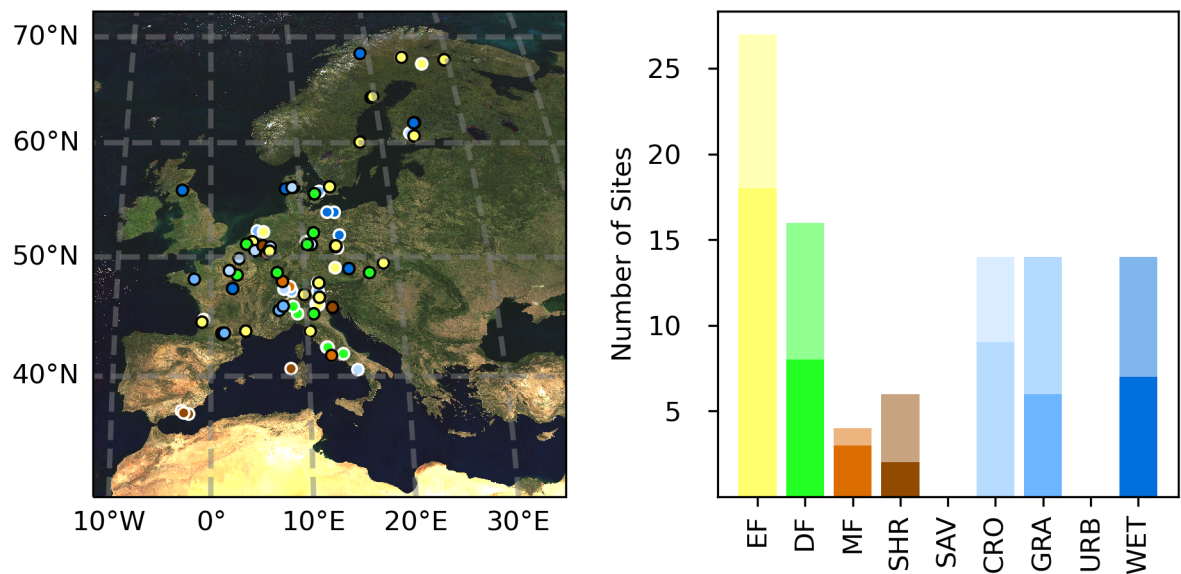 70°N
60°N
50°N
40°N
10°W 0° 10°E 20°E 30°E
Number of Sites
25
20
15
10
5
EF DF MF SHR SAV CRO GRA URB WET